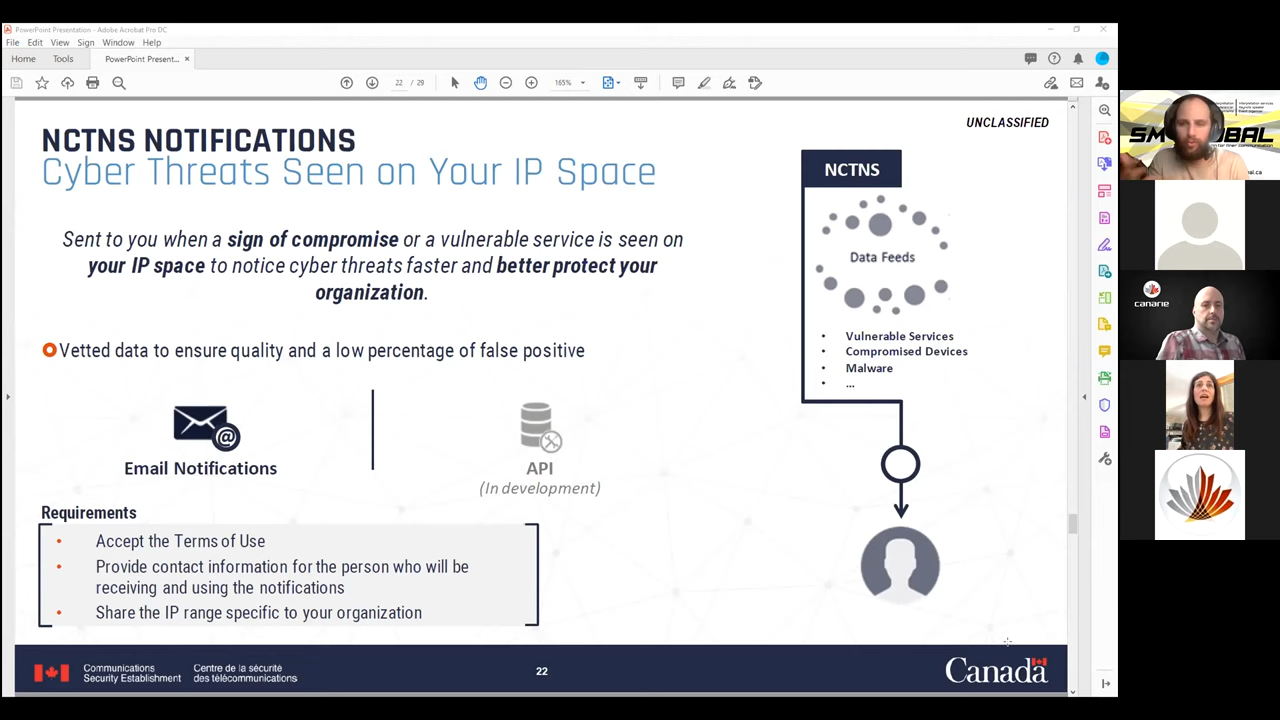 PowerPoint Presentation - Adobe Acrobat Pro DC
File Edit View Sign Window Help
Home Tools PowerPoint Present... ×
22 / 29 165%
UNCLASSIFIED
NCTNS NOTIFICATIONS
Cyber Threats Seen on Your IP Space
Sent to you when a sign of compromise or a vulnerable service is seen on
your IP space to notice cyber threats faster and better protect your
organization.
Vetted data to ensure quality and a low percentage of false positive
Email Notifications
API
(In development)
Requirements
• Accept the Terms of Use
• Provide contact information for the person who will be
receiving and using the notifications
• Share the IP range specific to your organization
NCTNS
Data Feeds
• Vulnerable Services
• Compromised Devices
• Malware
• ...
Communications
Security Establishment
Centre de la sécurité
des télécommunications
22
Canada
canarie